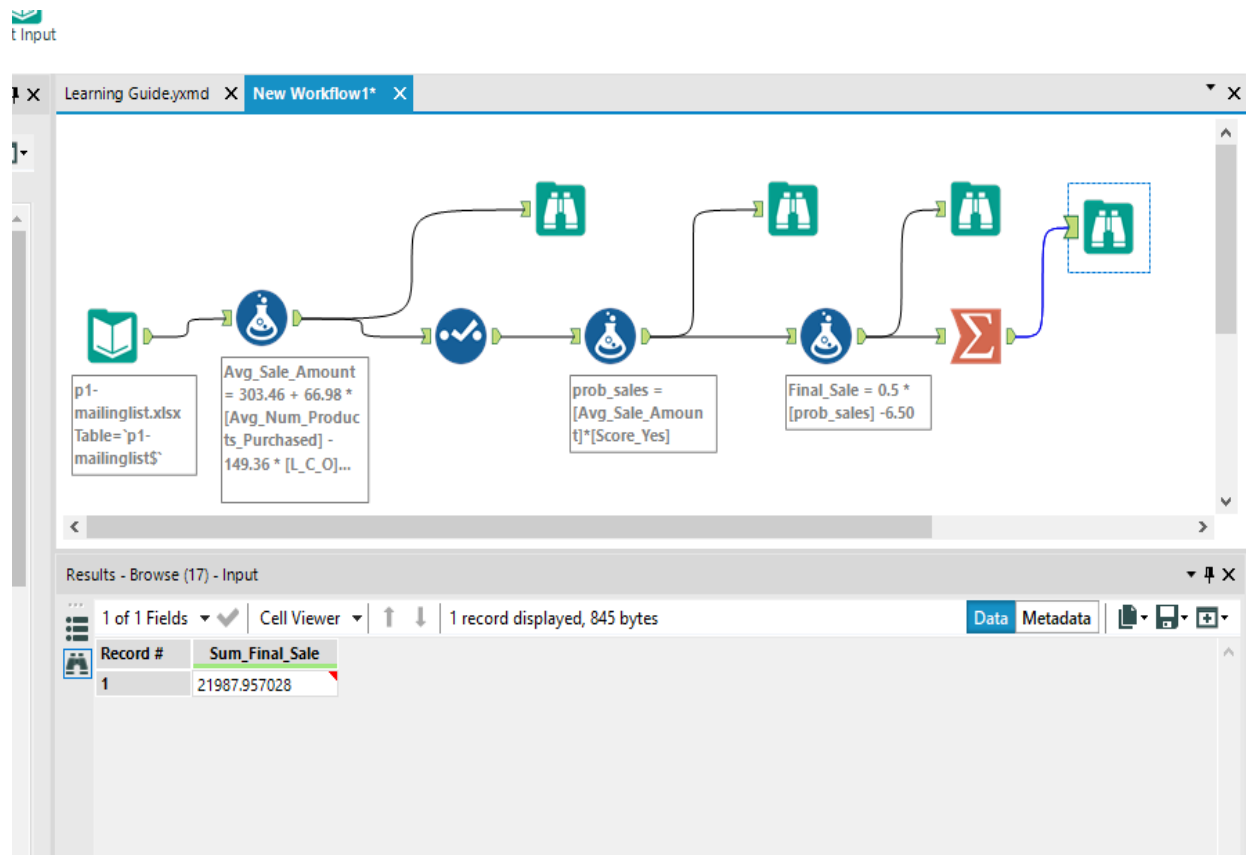 t Input
Learning Guide.yxmd X New Workflow1* X
p1-
mailinglist.xlsx
Table=`p1-
mailinglist$`
Avg_Sale_Amount
= 303.46 + 66.98 *
[Avg_Num_Produc
ts_Purchased] -
149.36 * [L_C_O]...
prob_sales =
[Avg_Sale_Amoun
t]*[Score_Yes]
Final_Sale = 0.5 *
[prob_sales] -6.50
Results - Browse (17) - Input
1 of 1 Fields Cell Viewer 1 record displayed, 845 bytes Data Metadata
Record # Sum_Final_Sale
1 21987.957028